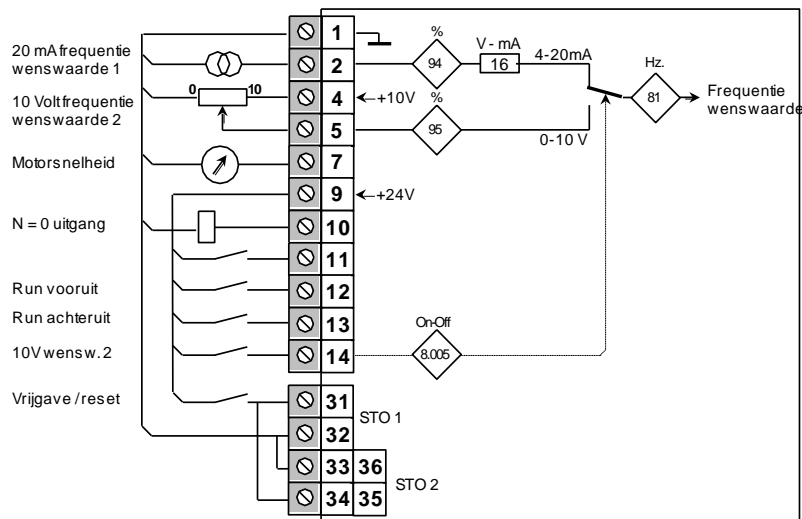 20 mA frequentie
wenswaarde 1
10 Volt frequentie
wenswaarde 2
Motorsnelheid
N = 0 uitgang
Run vooruit
Run achteruit
10V wensw. 2
Vrijgave / reset
0 10
1
2
4
5
7
9
10
11
12
13
14
31
32
33 36
34 35
+10V
+24V
STO 1
STO 2
%
94
V - mA
16
4-20mA
%
95
0-10 V
Hz.
81
Frequentie
wenswaarde
On-Off
8.005